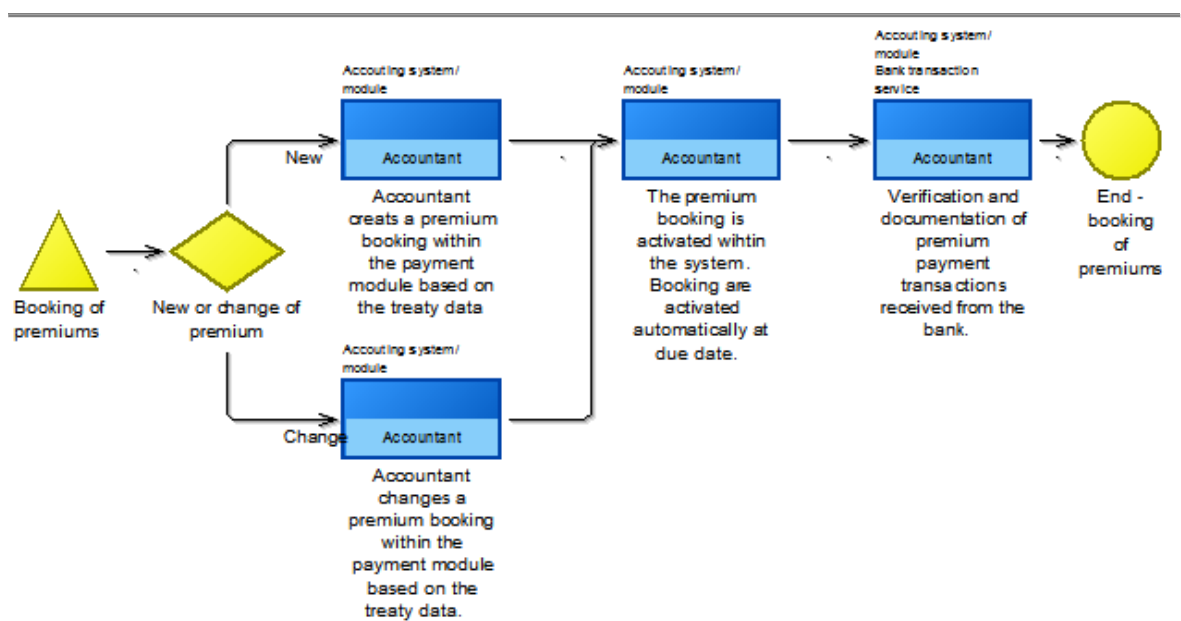 Booking of
premiums
New or change of
premium
New
Accouting system/
module
Accountant
Accountant
creats a premium
booking within
the payment
module based on
the treaty data
Change
Accouting system/
module
Accountant
Accountant
changes a
premium booking
within the
payment module
based on the
treaty data.
Accouting system/
module
Accountant
The premium
booking is
activated wihtin
the system.
Booking are
activated
automatically at
due date.
Accouting system/
module
Bank transaction
service
Accountant
Verification and
documentation of
premium
payment
transactions
received from the
bank.
End -
booking
of
premiums